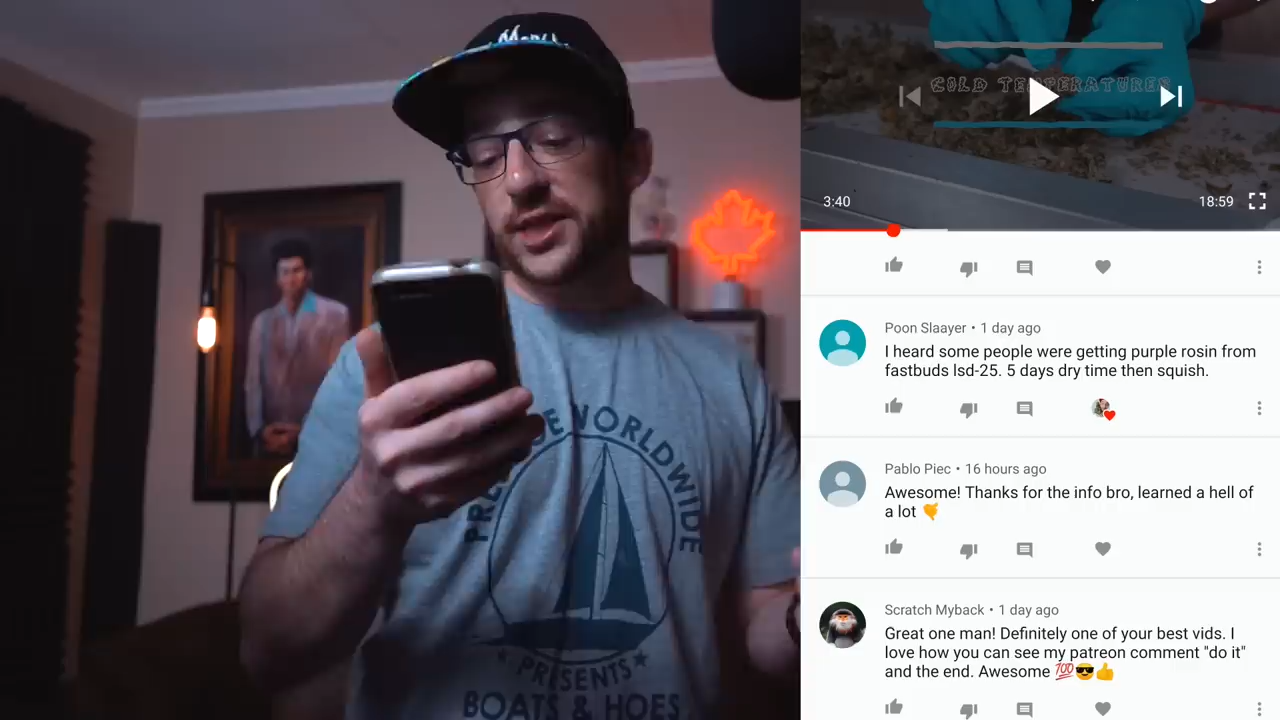 COLD TEMPERATURES
3:40
18:59
Poon Slaayer • 1 day ago
I heard some people were getting purple rosin from
fastbuds lsd-25. 5 days dry time then squish.
Pablo Piec • 16 hours ago
Awesome! Thanks for the info bro, learned a hell of
a lot 🤙
Scratch Myback • 1 day ago
Great one man! Definitely one of your best vids. I
love how you can see my patreon comment "do it"
and the end. Awesome 💯😎👍
WORLDWIDE
PRESENTS
BOATS & HOES